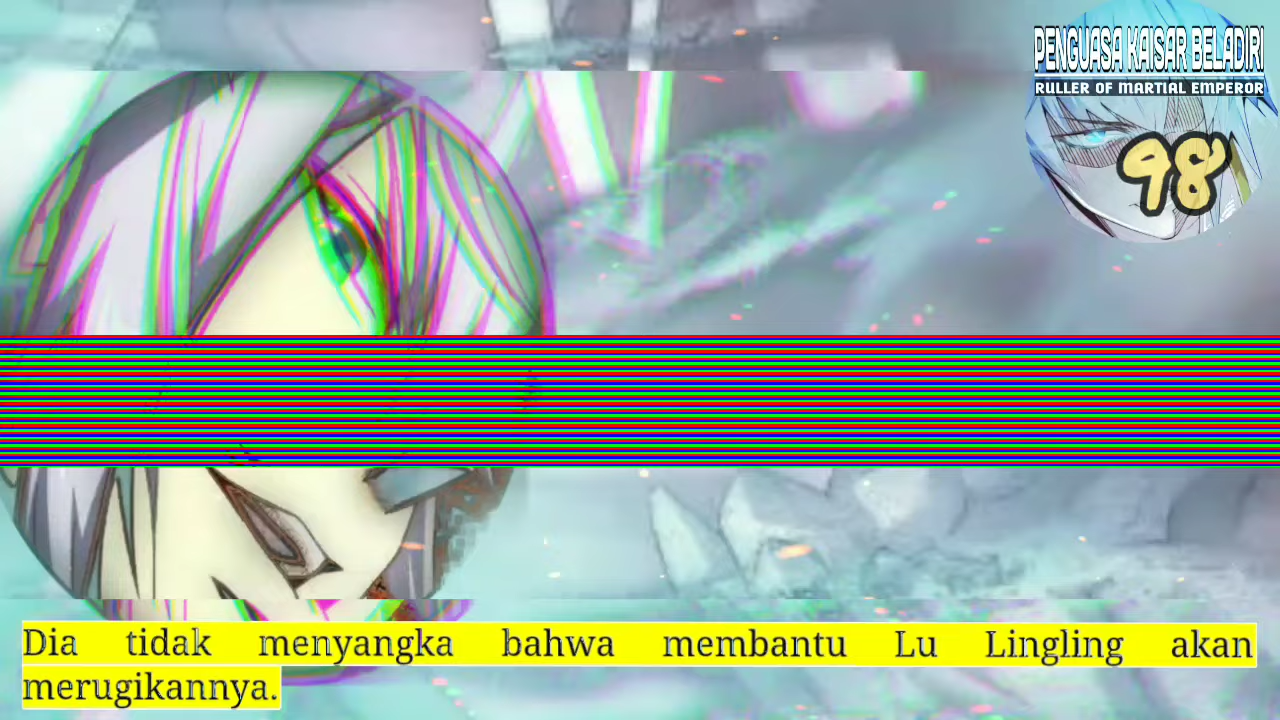 PENGUASA KAISAR BELADIRI
RULLER OF MARTIAL EMPEROR
98
Dia tidak menyangka bahwa membantu Lu Lingling akan
merugikannya.